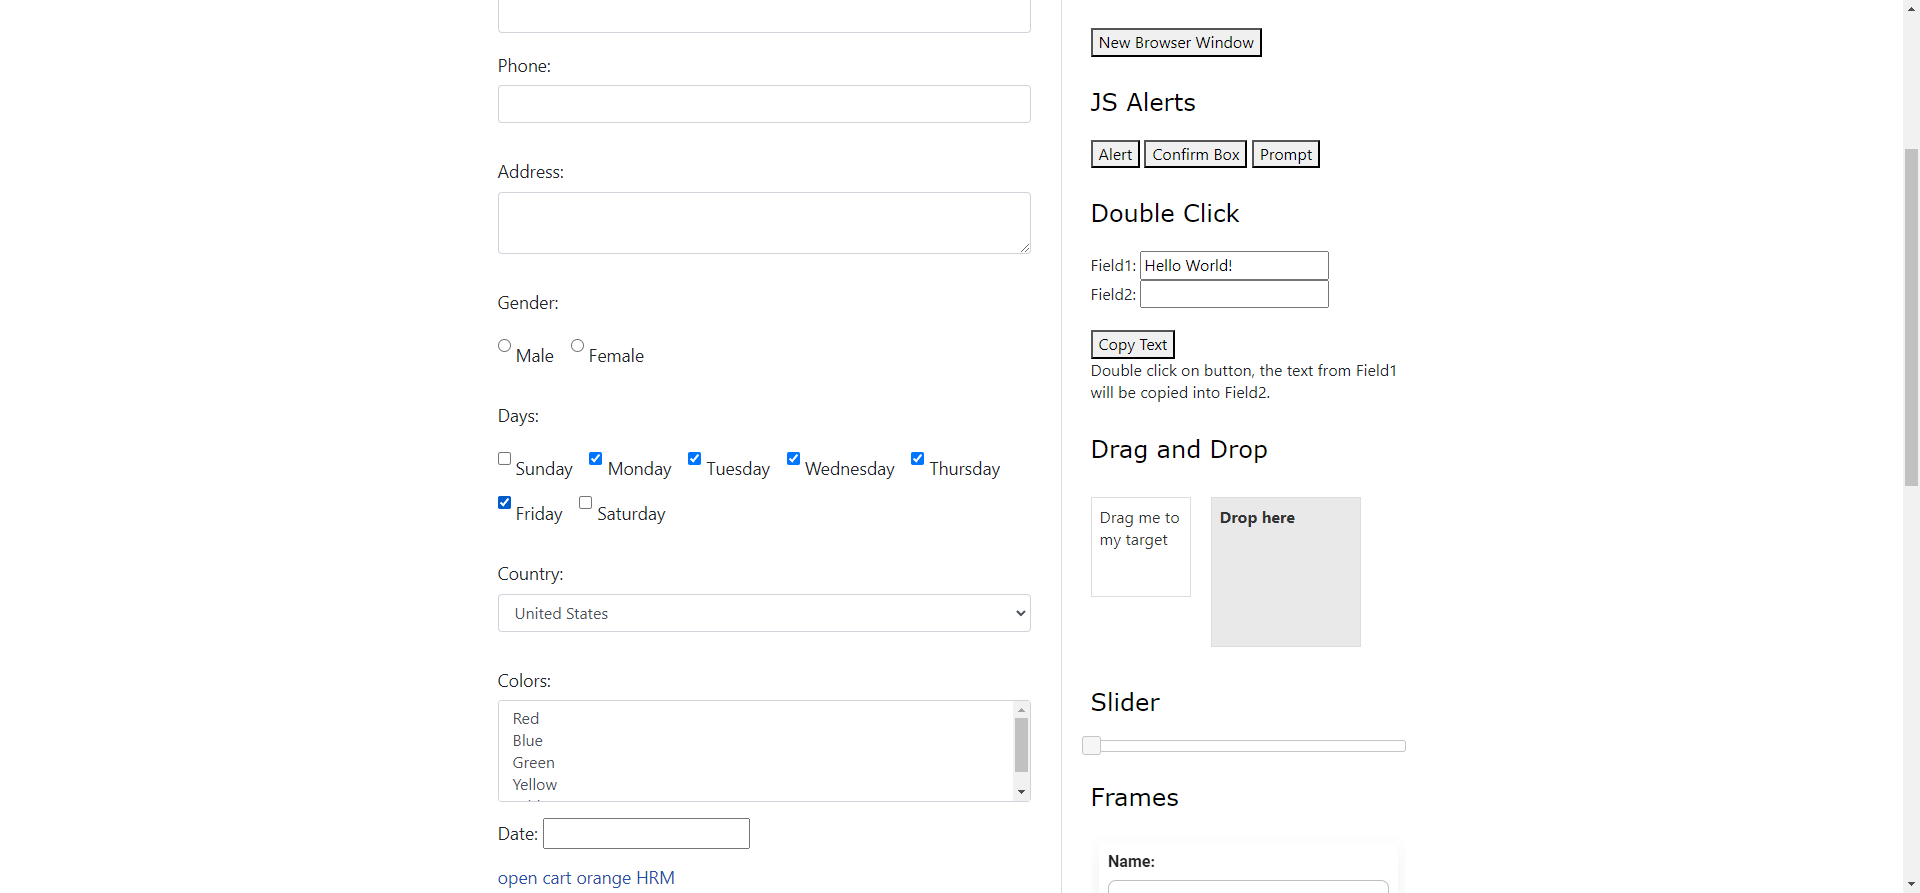 Phone:
Address:
Gender:
Male Female
Days:
Sunday Monday Tuesday Wednesday Thursday
Friday Saturday
Country:
United States
Colors:
Red
Blue
Green
Yellow
Date:
open cart orange HRM
New Browser Window
JS Alerts
Alert Confirm Box Prompt
Double Click
Field1: Hello World!
Field2:
Copy Text
Double click on button, the text from Field1
will be copied into Field2.
Drag and Drop
Drag me to
my target
Drop here
Slider
Frames
Name: